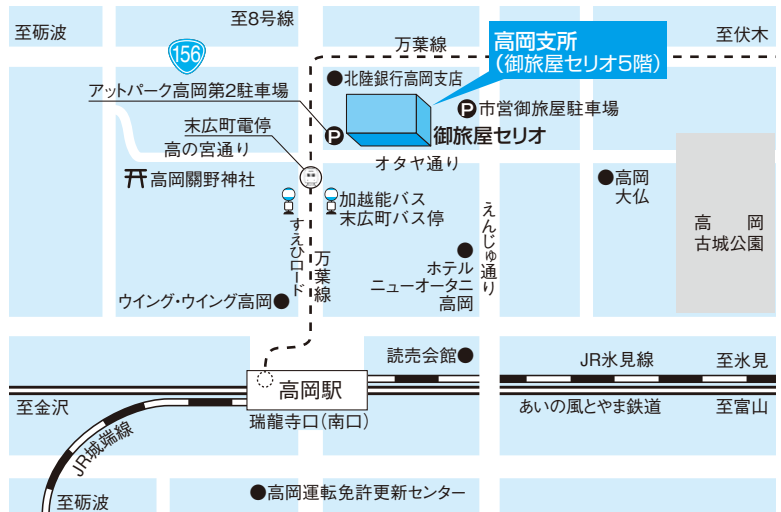 至8号線
至砺波
156
万葉線
高岡支所
(御旅屋セリオ5階)
至伏木
●北陸銀行高岡支店
アットパーク高岡第2駐車場
P市営御旅屋駐車場
P
御旅屋セリオ
末広町電停
高の宮通り
オタヤ通り
高岡關野神社
加越能バス
末広町バス停
●高岡
大仏
高岡
古城公園
すえひロード
万葉線
えんじゅ通り
ホテル
ニューオータニ
高岡
ウイング・ウイング高岡●
読売会館●
JR氷見線
至氷見
高岡駅
至金沢
瑞龍寺口(南口)
あいの風とやま鉄道
至富山
JR城端線
至砺波
●高岡運転免許更新センター